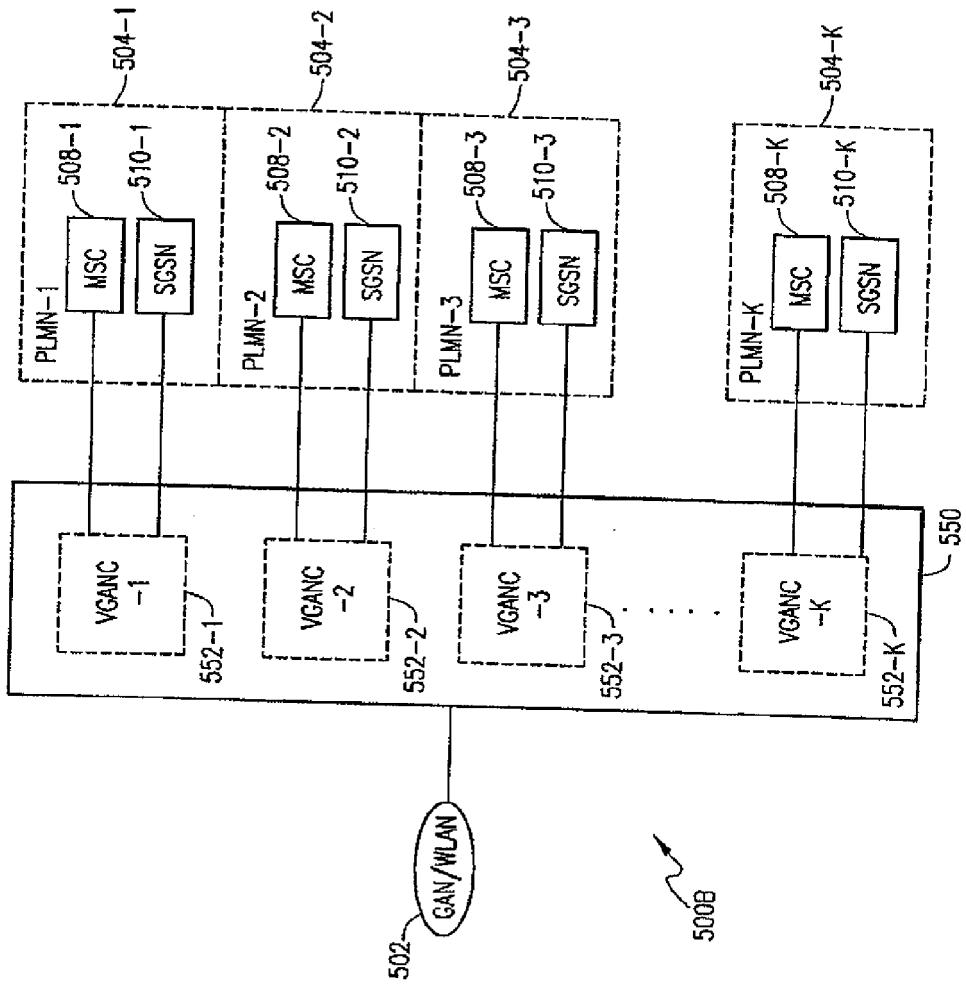 504-1
PLMN-1
MSC
508-1
SGSN
510-1
504-2
PLMN-2
MSC
508-2
SGSN
510-2
504-3
PLMN-3
MSC
508-3
SGSN
510-3
504-K
PLMN-K
MSC
508-K
SGSN
510-K
VGANC
-1
552-1
VGANC
-2
552-2
VGANC
-3
552-3
. . . . .
VGANC
-K
552-K
550
GAN/WLAN
502
500B